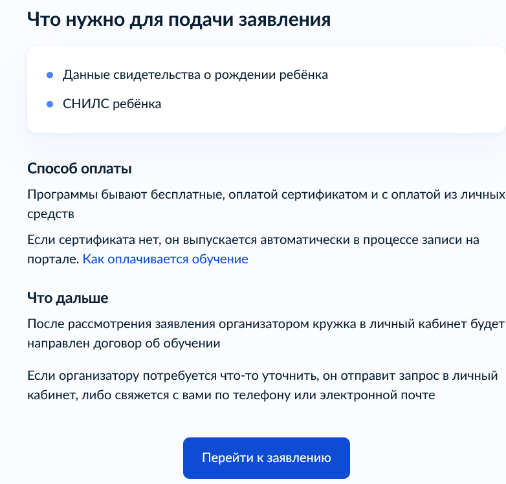 Что нужно для подачи заявления
Данные свидетельства о рождении ребёнка
СНИЛС ребёнка
Способ оплаты
Программы бывают бесплатные, оплатой сертификатом и с оплатой из личных
средств
Если сертификата нет, он выпускается автоматически в процессе записи на
портале. Как оплачивается обучение
Что дальше
После рассмотрения заявления организатором кружка в личный кабинет будет
направлен договор об обучении
Если организатору потребуется что-то уточнить, он отправит запрос в личный
кабинет, либо свяжется с вами по телефону или электронной почте
Перейти к заявлению